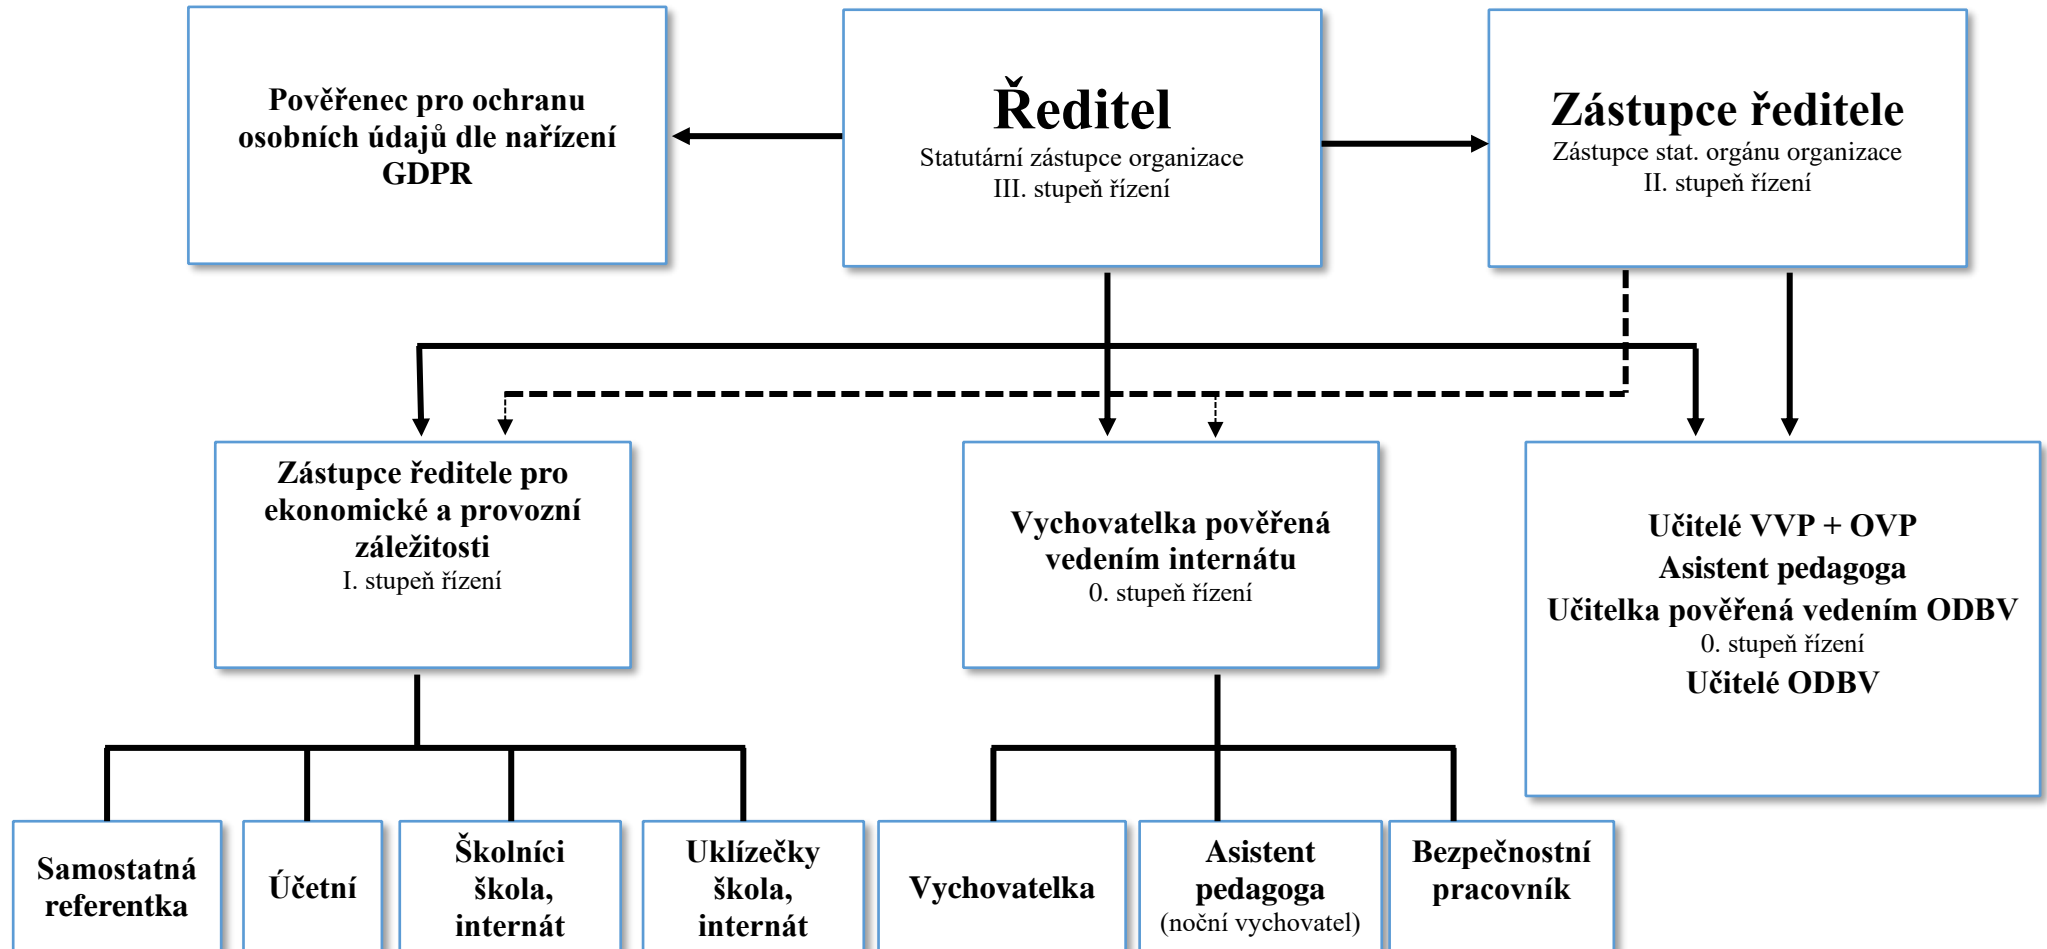 Pověřenec pro ochranu
osobních údajů dle nařízení
GDPR
Ředitel
Statutární zástupce organizace
III. stupeň řízení
Zástupce ředitele
Zástupce stat. orgánu organizace
II. stupeň řízení
Zástupce ředitele pro
ekonomické a provozní
záležitosti
I. stupeň řízení
Vychovatelka pověřená
vedením internátu
0. stupeň řízení
Učitelé VVP + OVP
Asistent pedagoga
Učitelka pověřená vedením ODBV
0. stupeň řízení
Učitelé ODBV
Samostatná
referentka
Účetní
Školníci
škola,
internát
Uklízečky
škola,
internát
Vychovatelka
Asistent
pedagoga
(noční vychovatel)
Bezpečnostní
pracovník